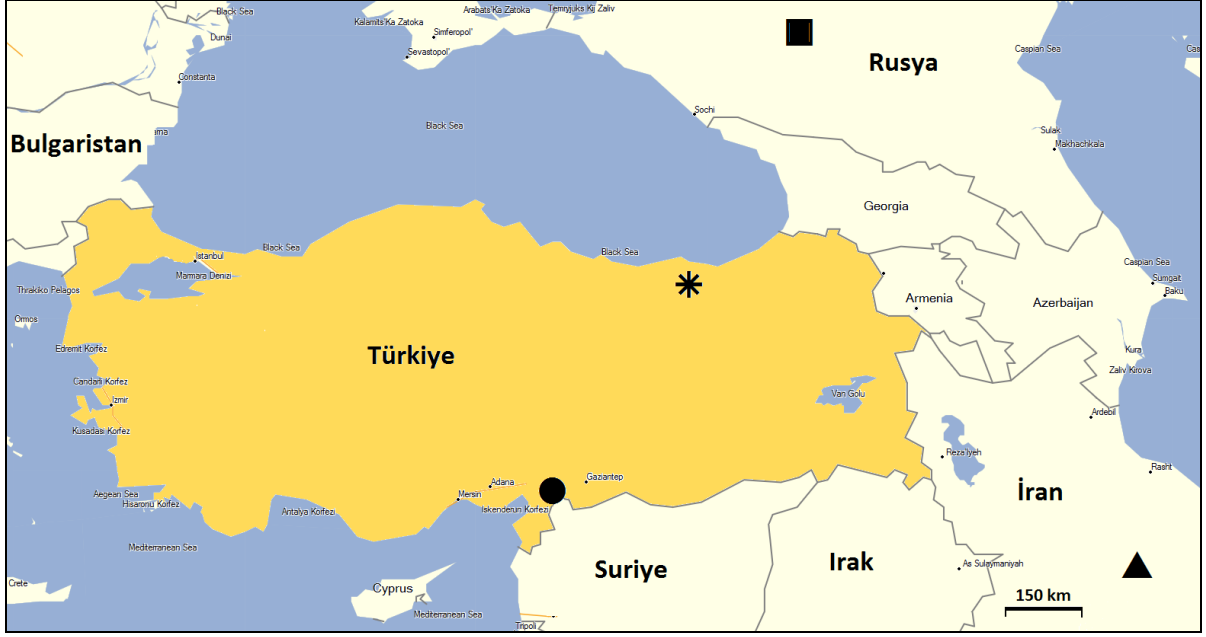 Black Sea
Arabats'Ka Zatoka
Temrjuks Kij Zaliv
Kalamits'Ka Zatoka
Simferopol'
Dunai
Sevastopol'
Caspian Sea
Cas
Rusya
Constanta
Sochi
Black Sea
Sulak
Makhachkala
Bulgaristan
arna
Georgia
Black Sea
Black Sea
Istanbul
Caspian Sea
Marmara Denizi
Sumgait
Thrakiko Pelagos
Baku
Armenia
Azerbaijan
Ormos
Edremit Korfez
Türkiye
Kura
Zaliv Kirova
Candarli Korfez
Van Golu
Izmir
Ardebil
Kusadasi Korfez
Reza'Iyeh
Rasht
Gaziantep
Adana
Aegean Sea
Mersin
İran
Hisaronu Korfez
Antalya Korfezi
Iskenderun Korfezi
Mediterranean Sea
Suriye
Irak
As Sulaymaniyah
Crete
Cyprus
150 km
Mediterranean Sea
Tripoli